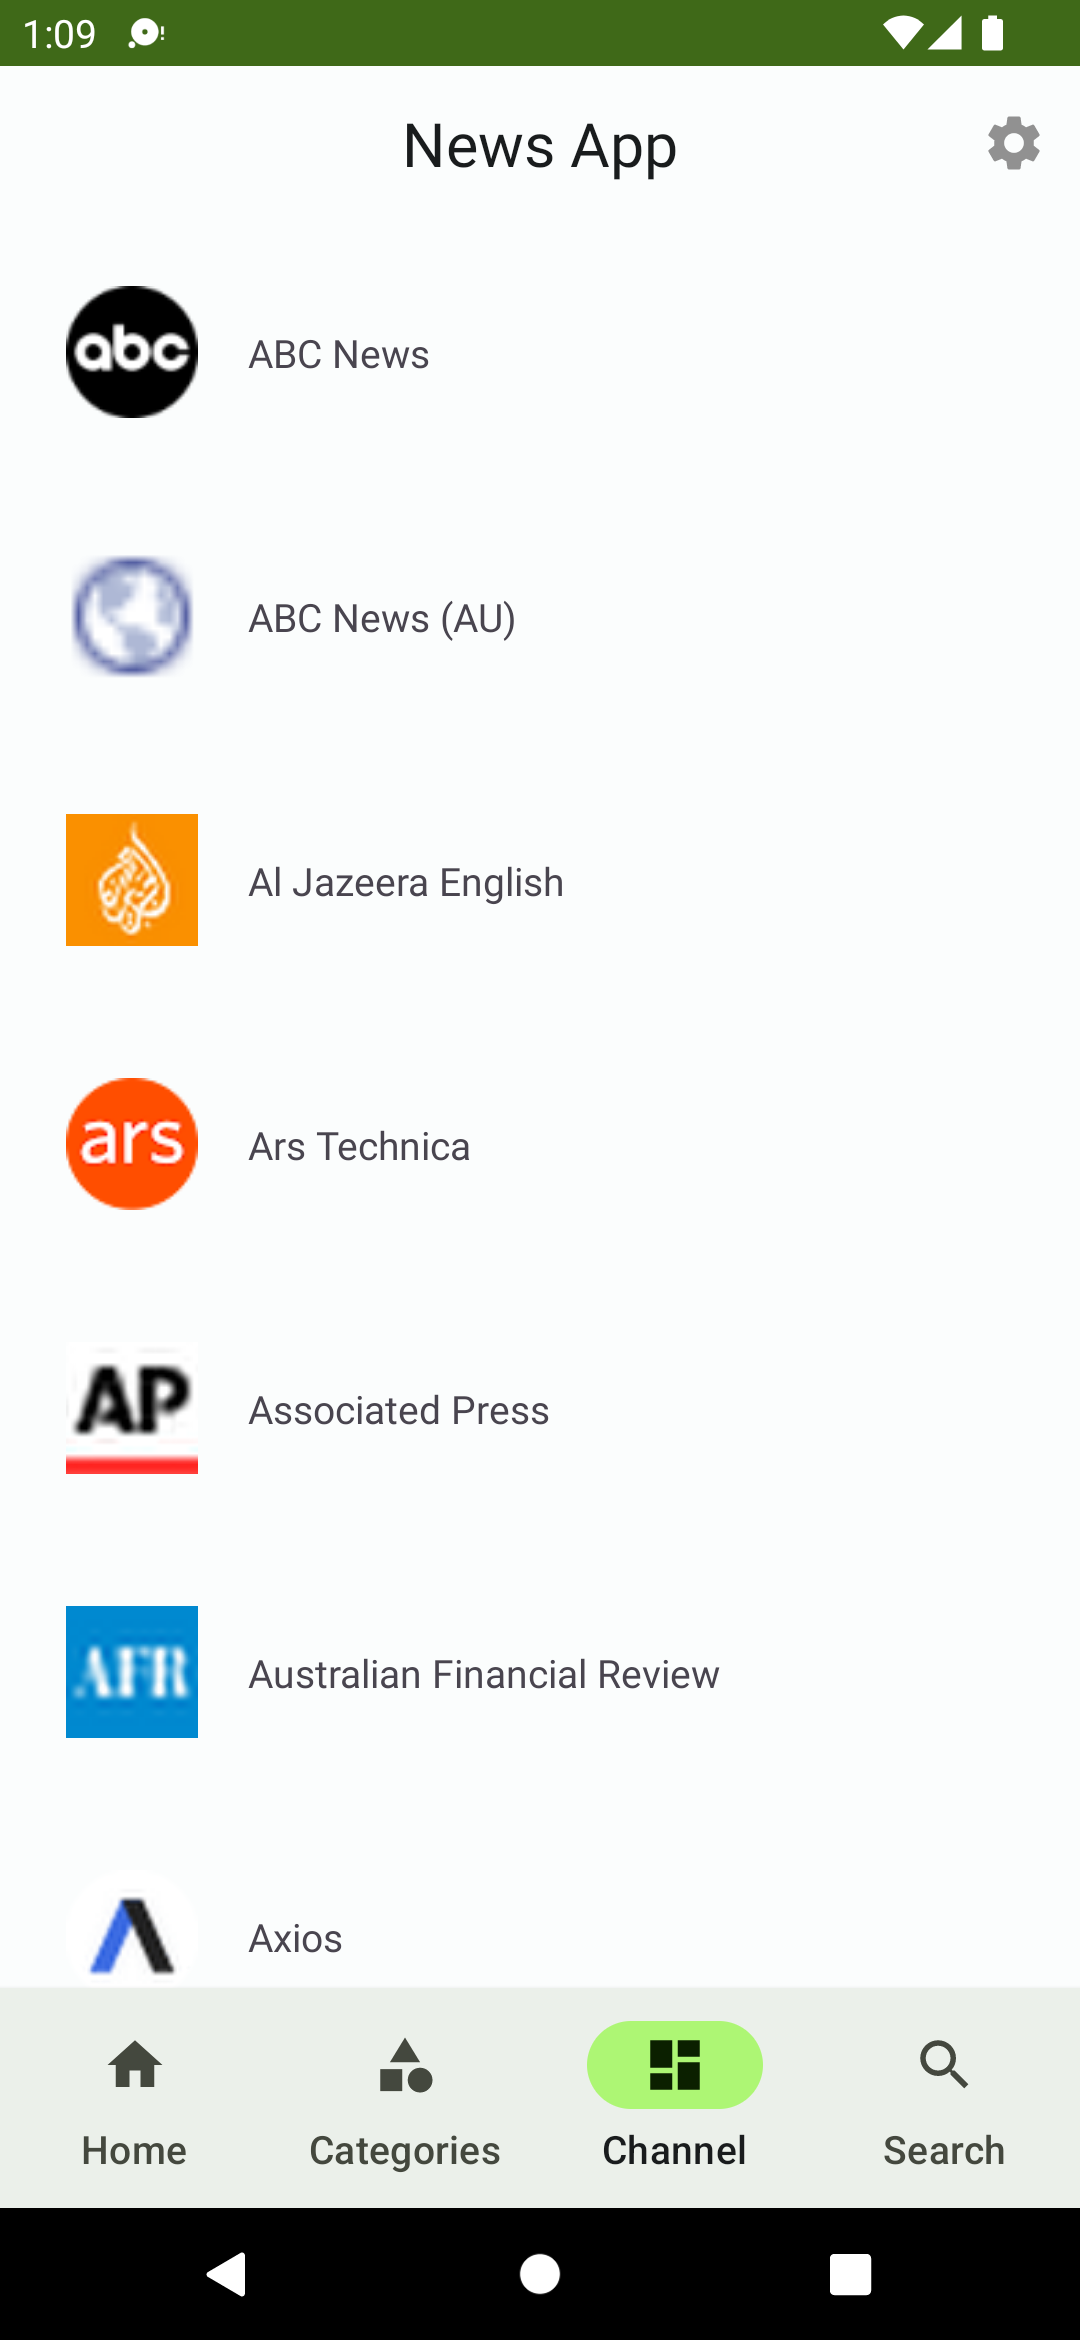 1:09
News App
abc
ABC News
ABC News (AU)
Al Jazeera English
ars
Ars Technica
AP
Associated Press
AFR
Australian Financial Review
Axios
Home
Categories
Channel
Search